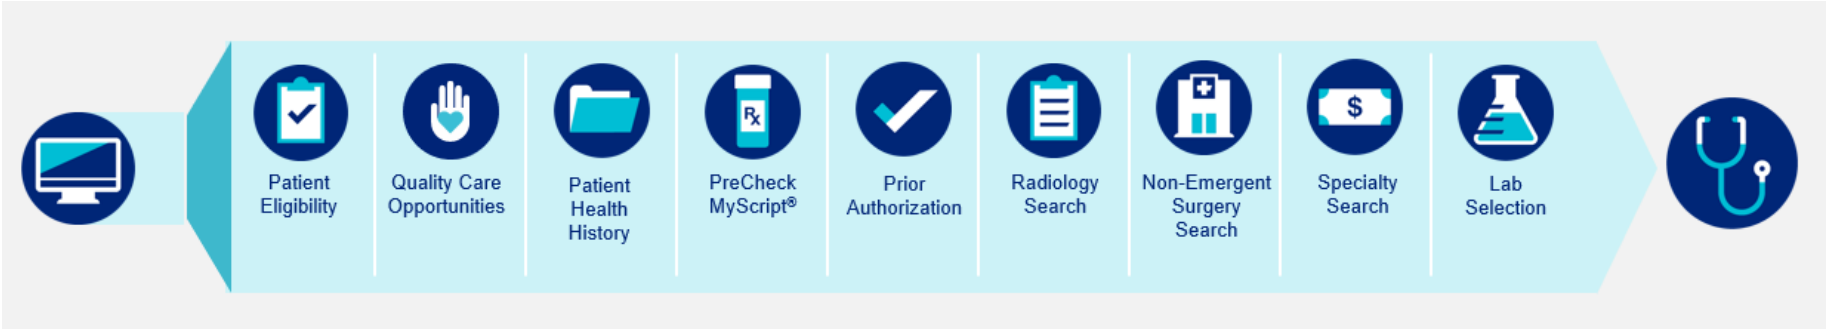 Patient
Eligibility
Quality Care
Opportunities
Patient
Health
History
PreCheck
MyScript®
Rx
Prior
Authorization
Radiology
Search
Non-Emergent
Surgery
Search
$
Specialty
Search
Lab
Selection